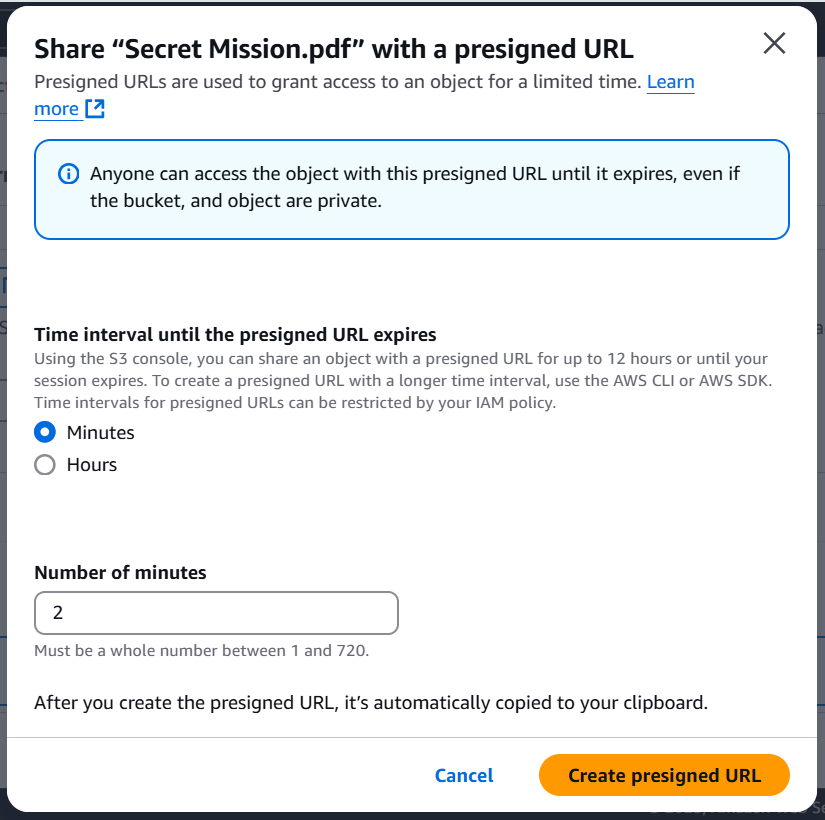 Share “Secret Mission.pdf” with a presigned URL
Presigned URLs are used to grant access to an object for a limited time. Learn
more
Anyone can access the object with this presigned URL until it expires, even if
the bucket, and object are private.
Time interval until the presigned URL expires
Using the S3 console, you can share an object with a presigned URL for up to 12 hours or until your
session expires. To create a presigned URL with a longer time interval, use the AWS CLI or AWS SDK.
Time intervals for presigned URLs can be restricted by your IAM policy.
Minutes
Hours
Number of minutes
2
Must be a whole number between 1 and 720.
After you create the presigned URL, it’s automatically copied to your clipboard.
Cancel
Create presigned URL